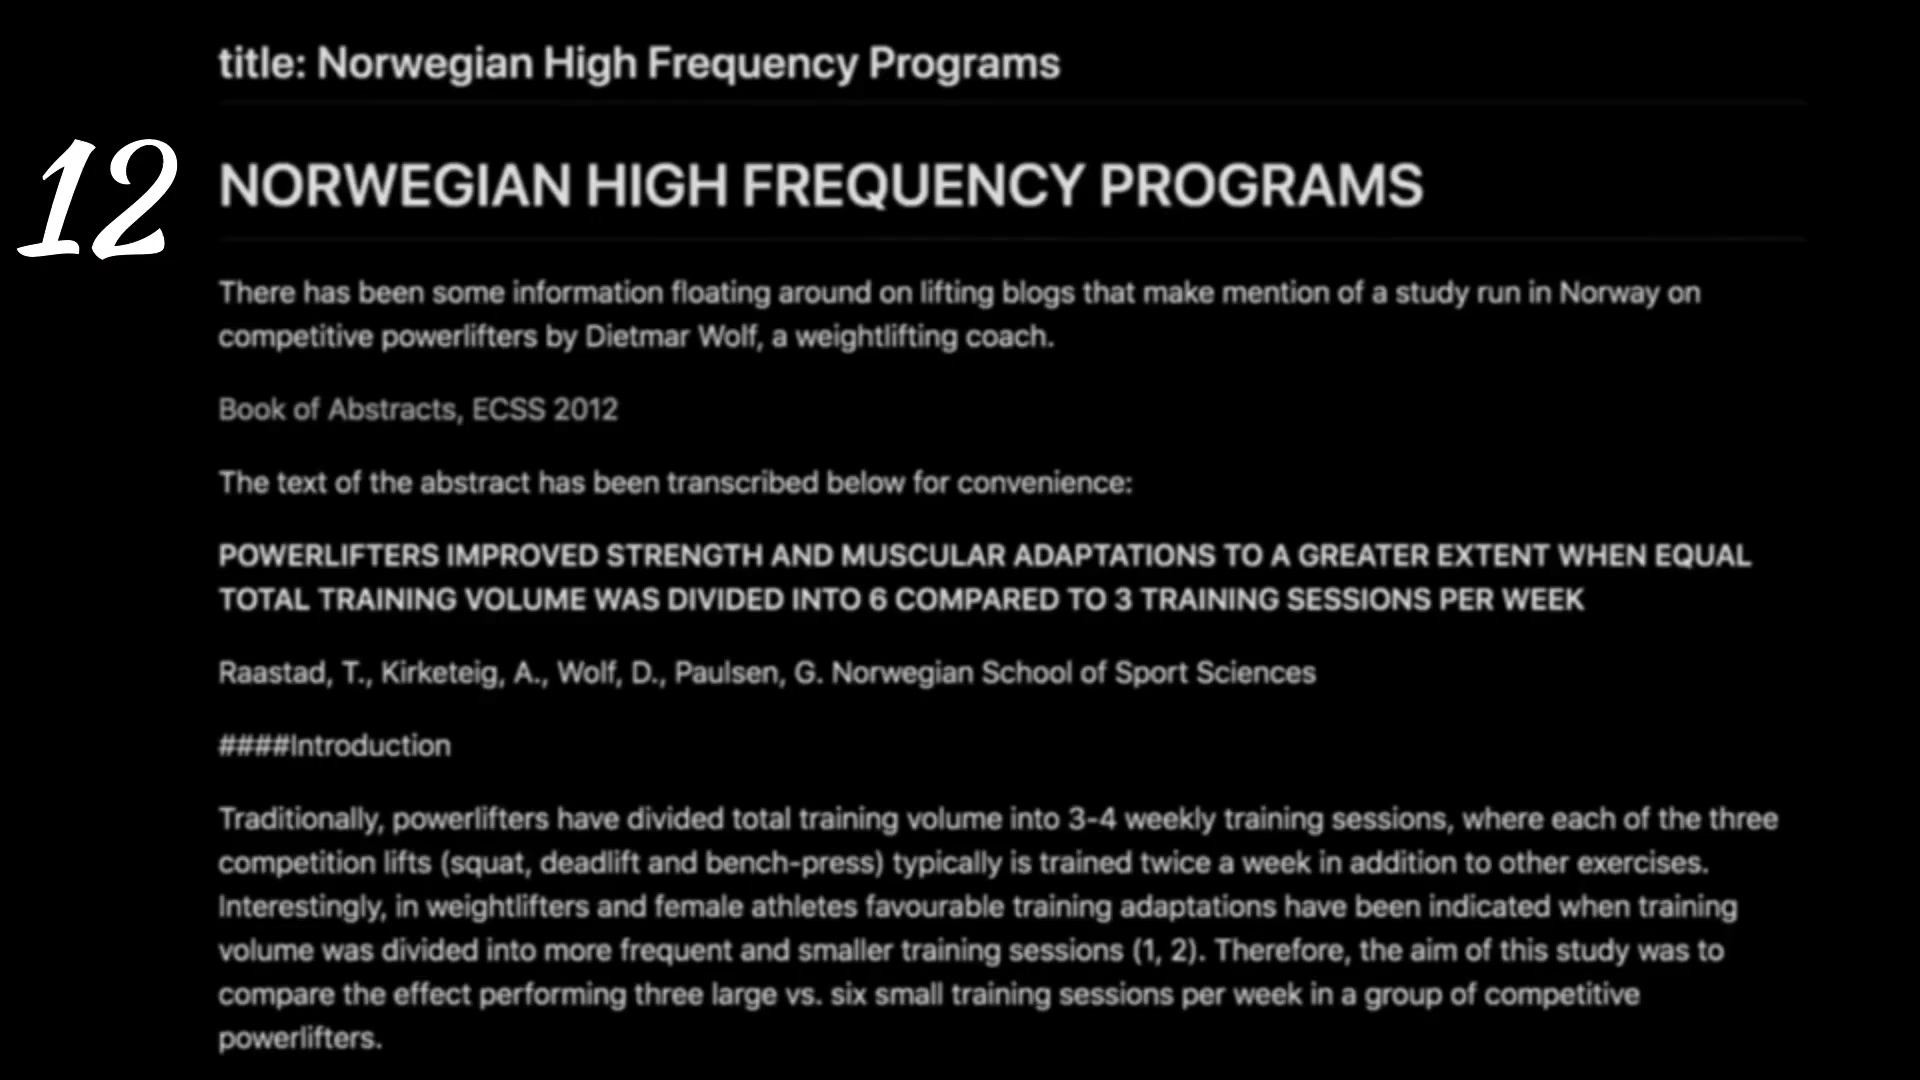 title: Norwegian High Frequency Programs
12
NORWEGIAN HIGH FREQUENCY PROGRAMS
There has been some information floating around on lifting blogs that make mention of a study run in Norway on
competitive powerlifters by Dietmar Wolf, a weightlifting coach.
Book of Abstracts, ECSS 2012
The text of the abstract has been transcribed below for convenience:
POWERLIFTERS IMPROVED STRENGTH AND MUSCULAR ADAPTATIONS TO A GREATER EXTENT WHEN EQUAL
TOTAL TRAINING VOLUME WAS DIVIDED INTO 6 COMPARED TO 3 TRAINING SESSIONS PER WEEK
Raastad, T., Kirketeig, A., Wolf, D., Paulsen, G. Norwegian School of Sport Sciences
####Introduction
Traditionally, powerlifters have divided total training volume into 3-4 weekly training sessions, where each of the three
competition lifts (squat, deadlift and bench-press) typically is trained twice a week in addition to other exercises.
Interestingly, in weightlifters and female athletes favourable training adaptations have been indicated when training
volume was divided into more frequent and smaller training sessions (1, 2). Therefore, the aim of this study was to
compare the effect performing three large vs. six small training sessions per week in a group of competitive
powerlifters.